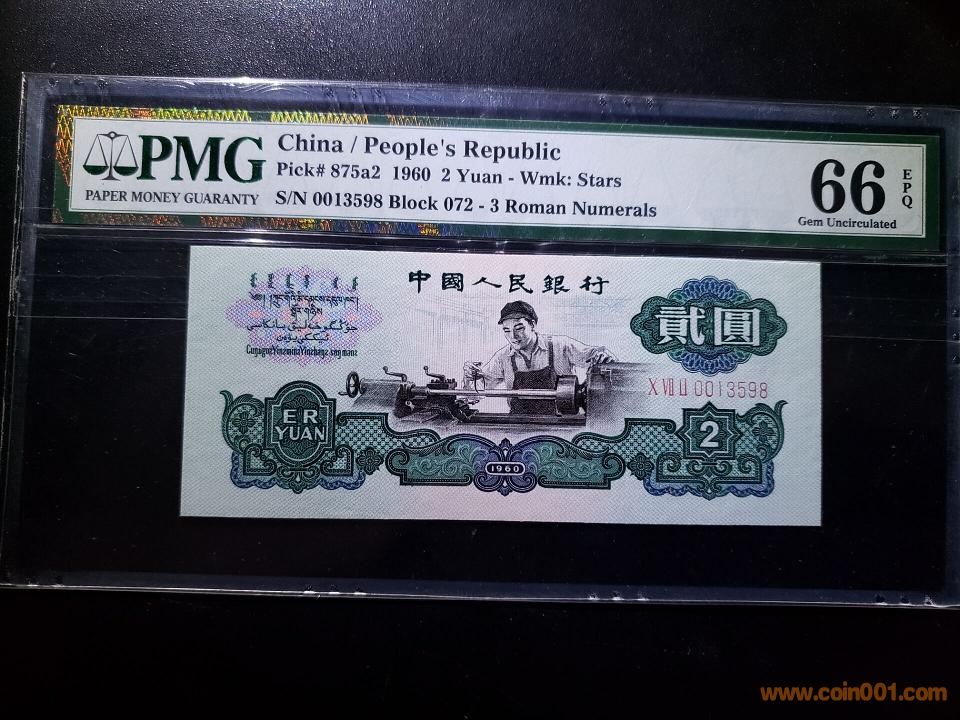 PMG
PAPER MONEY GUARANTY
China / People's Republic
Pick# 875a2 1960 2 Yuan - Wmk: Stars
S/N 0013598 Block 072 - 3 Roman Numerals
66
EPQ
Gem Uncirculated
中國人民銀行
貳圓
X VII II 0013598
ER
YUAN
2
1960
www.coin001.com